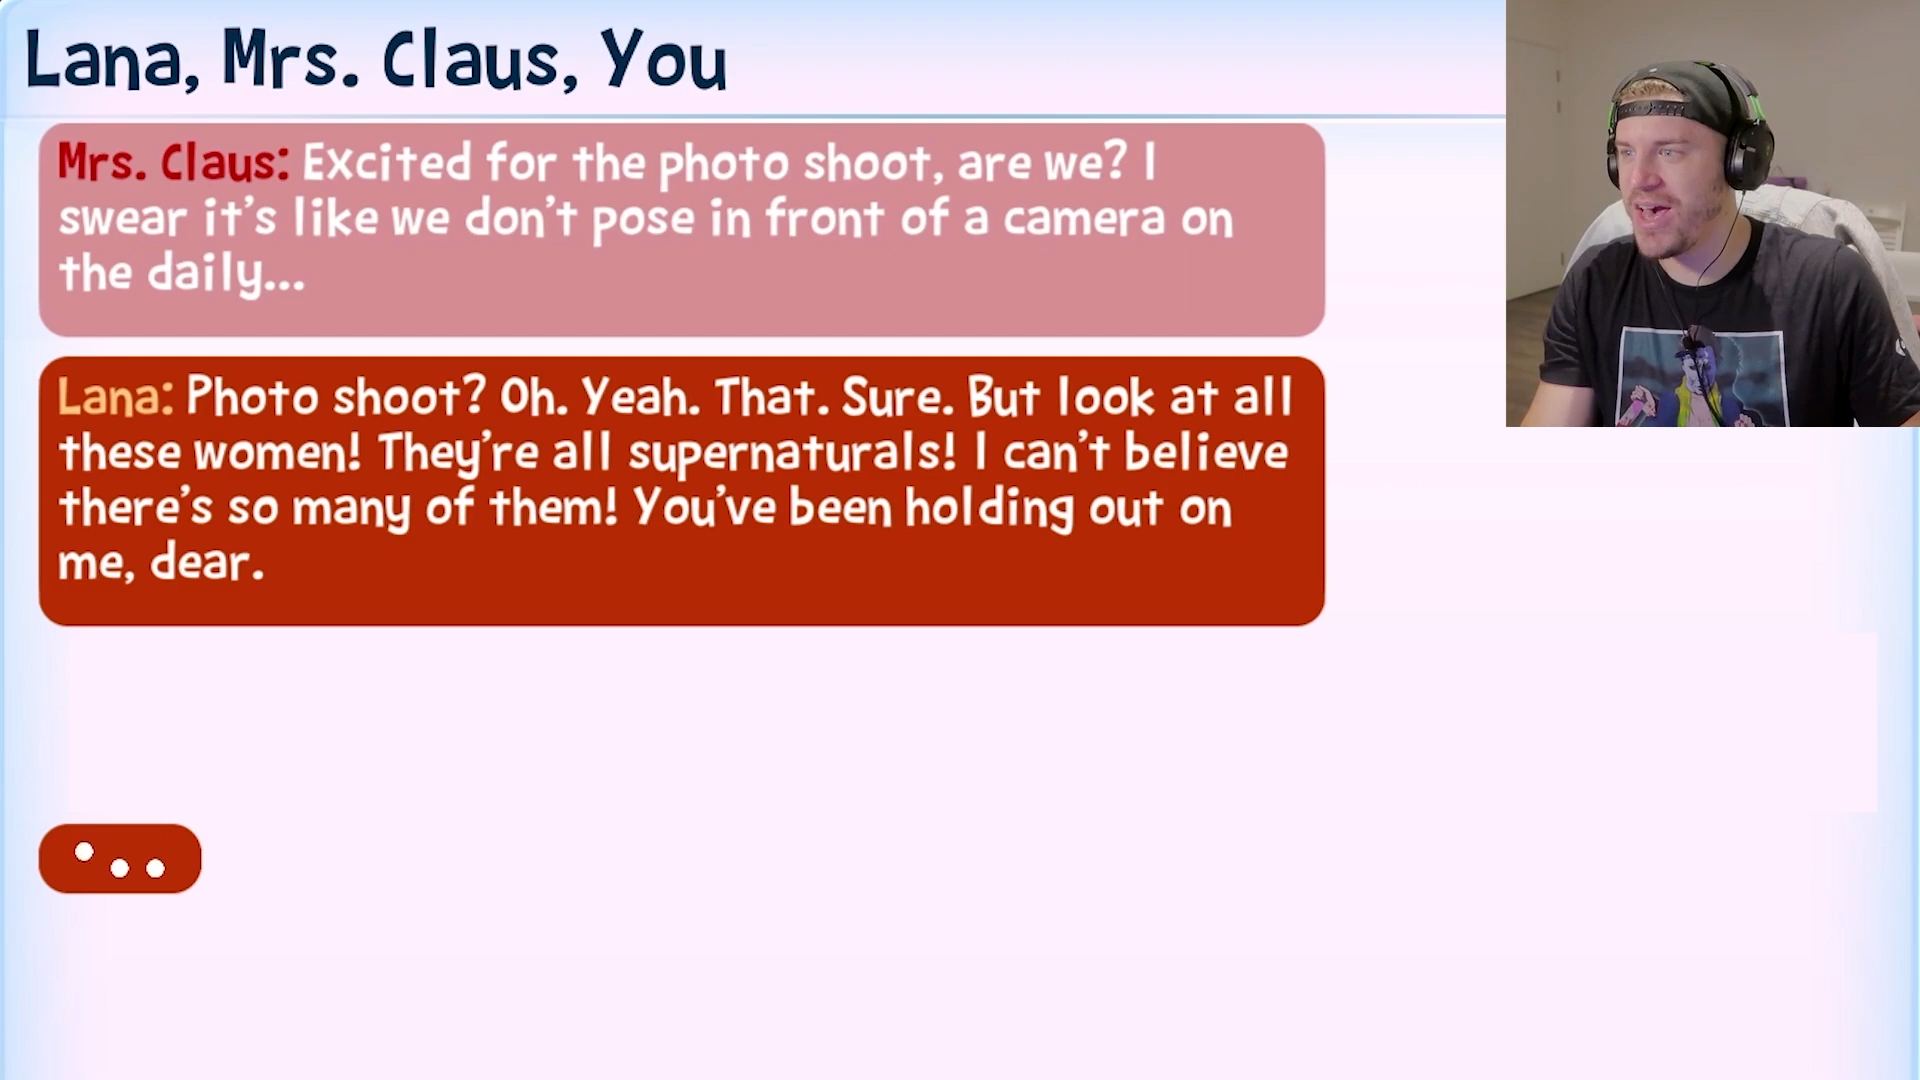 Lana, Mrs. Claus, You
Mrs. Claus: Excited for the photo shoot, are we? I
swear it's like we don't pose in front of a camera on
the daily...
Lana: Photo shoot? Oh. Yeah. That. Sure. But look at all
these women! They're all supernaturals! I can't believe
there's so many of them! You've been holding out on
me, dear.